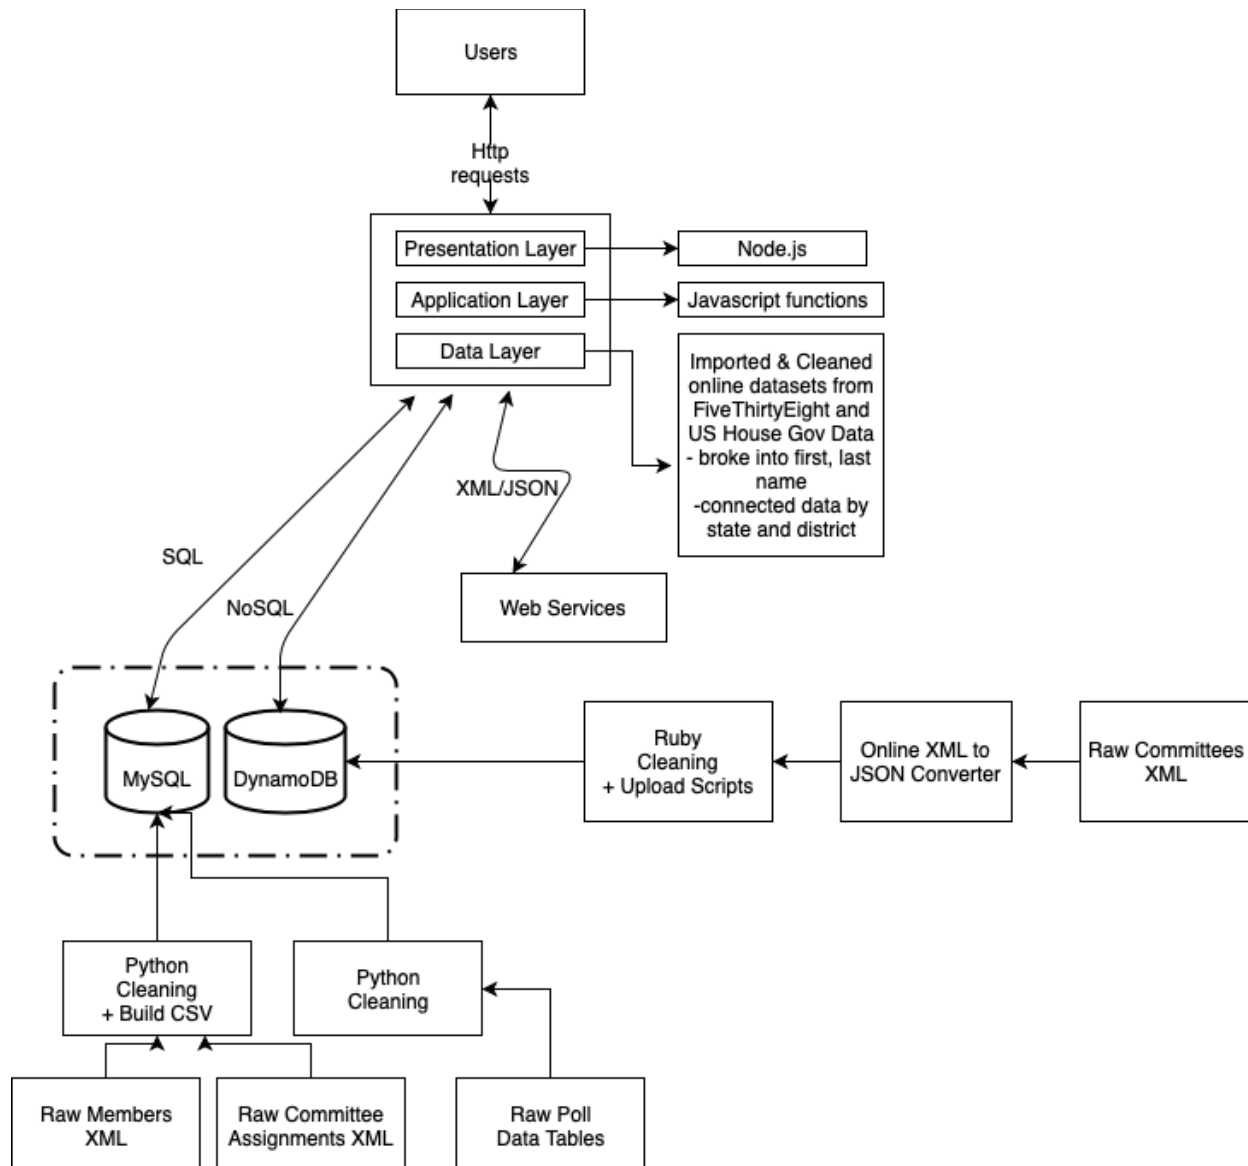 Users
Http
requests
Presentation Layer
Node.js
Application Layer
Javascript functions
Data Layer
Imported & Cleaned
online datasets from
FiveThirtyEight and
US House Gov Data
- broke into first, last
name
-connected data by
state and district
XML/JSON
SQL
NoSQL
Web Services
MySQL
DynamoDB
Ruby
Cleaning
+ Upload Scripts
Online XML to
JSON Converter
Raw Committees
XML
Python
Cleaning
+ Build CSV
Python
Cleaning
Raw Members
XML
Raw Committee
Assignments XML
Raw Poll
Data Tables